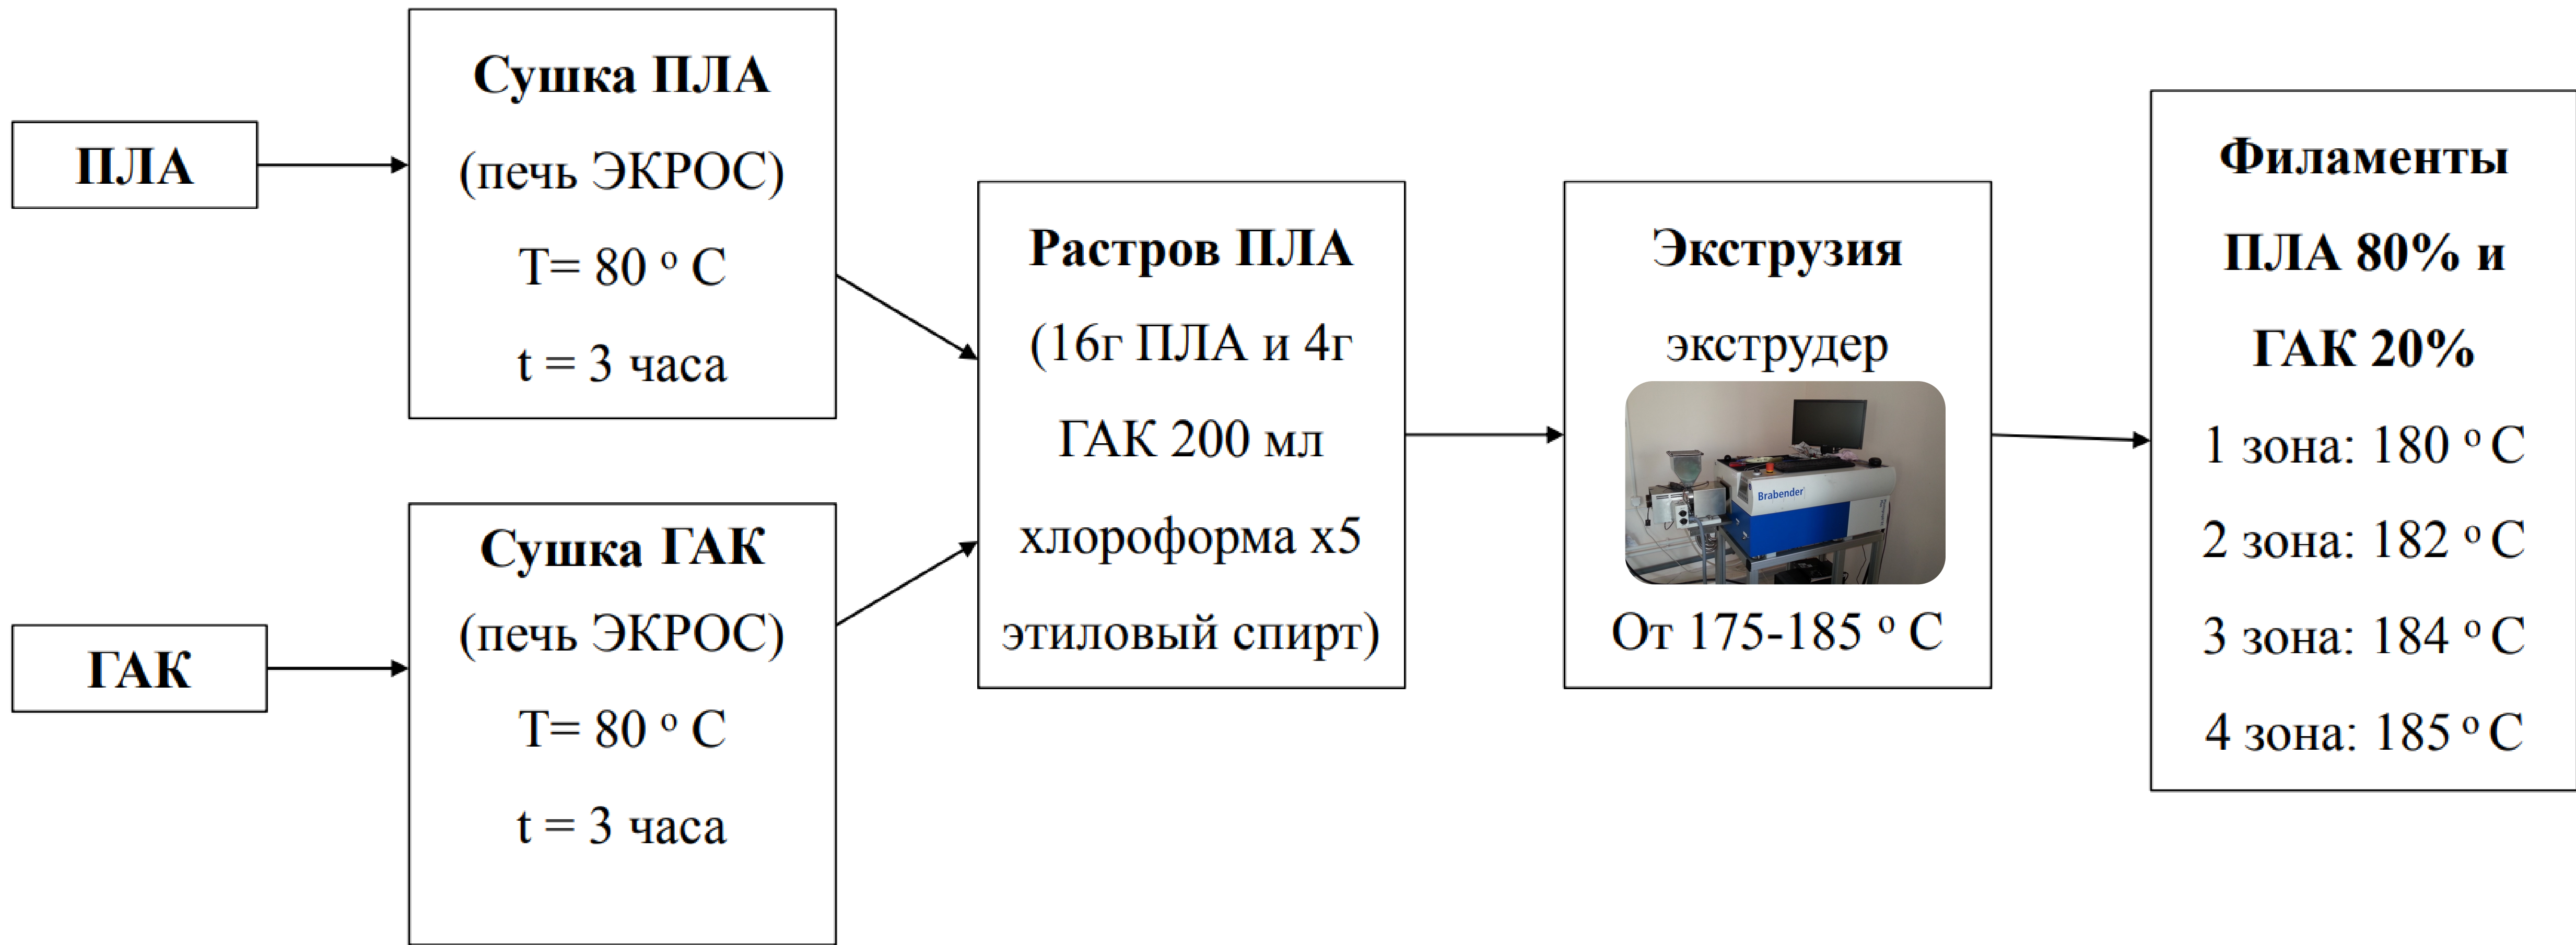 ПЛА
Сушка ПЛА
(печь ЭКРОС)
T= 80 º C
t = 3 часа
ГАК
Сушка ГАК
(печь ЭКРОС)
T= 80 º C
t = 3 часа
Растров ПЛА
(16г ПЛА и 4г
ГАК 200 мл
хлороформа x5
этиловый спирт)
Экструзия
экструдер
Brabender
От 175-185 º C
Филаменты
ПЛА 80% и
ГАК 20%
1 зона: 180 º C
2 зона: 182 º C
3 зона: 184 º C
4 зона: 185 º C